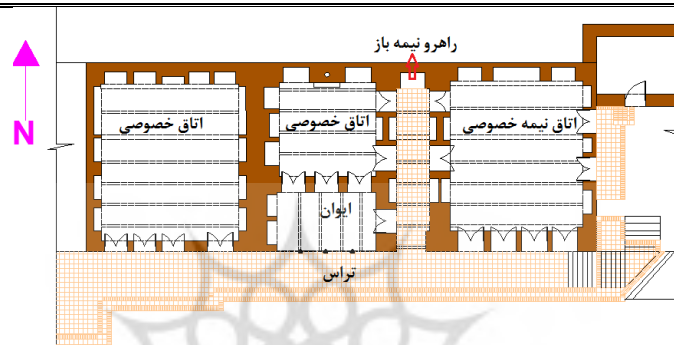 راهرو نیمه باز
اتاق نیمه خصوصی
اتاق خصوصی
اتاق خصوصی
ایوان
تراس
N